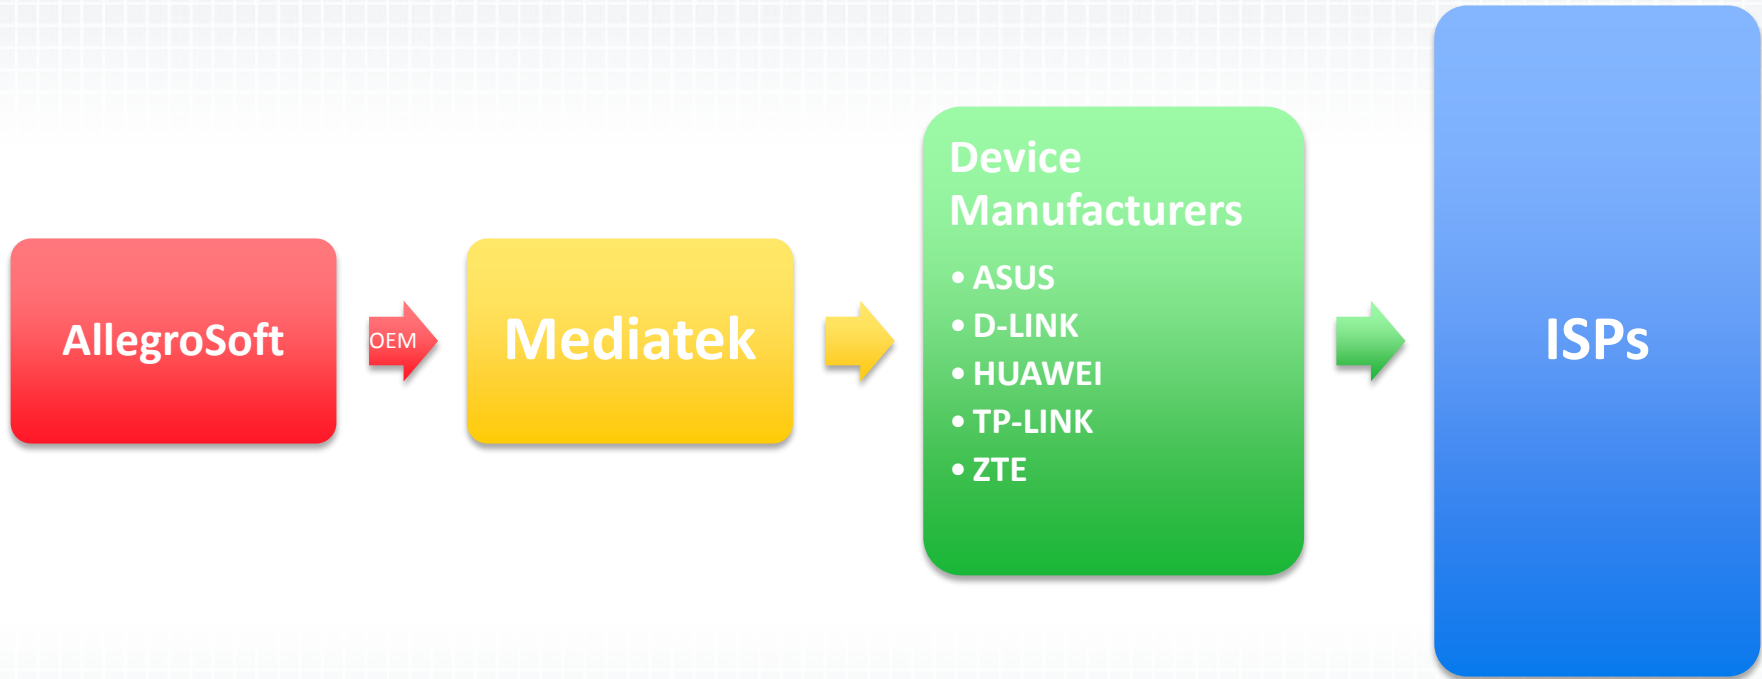 AllegroSoft
OEM
Mediatek
Device
Manufacturers
• ASUS
• D-LINK
• HUAWEI
• TP-LINK
• ZTE
ISPs